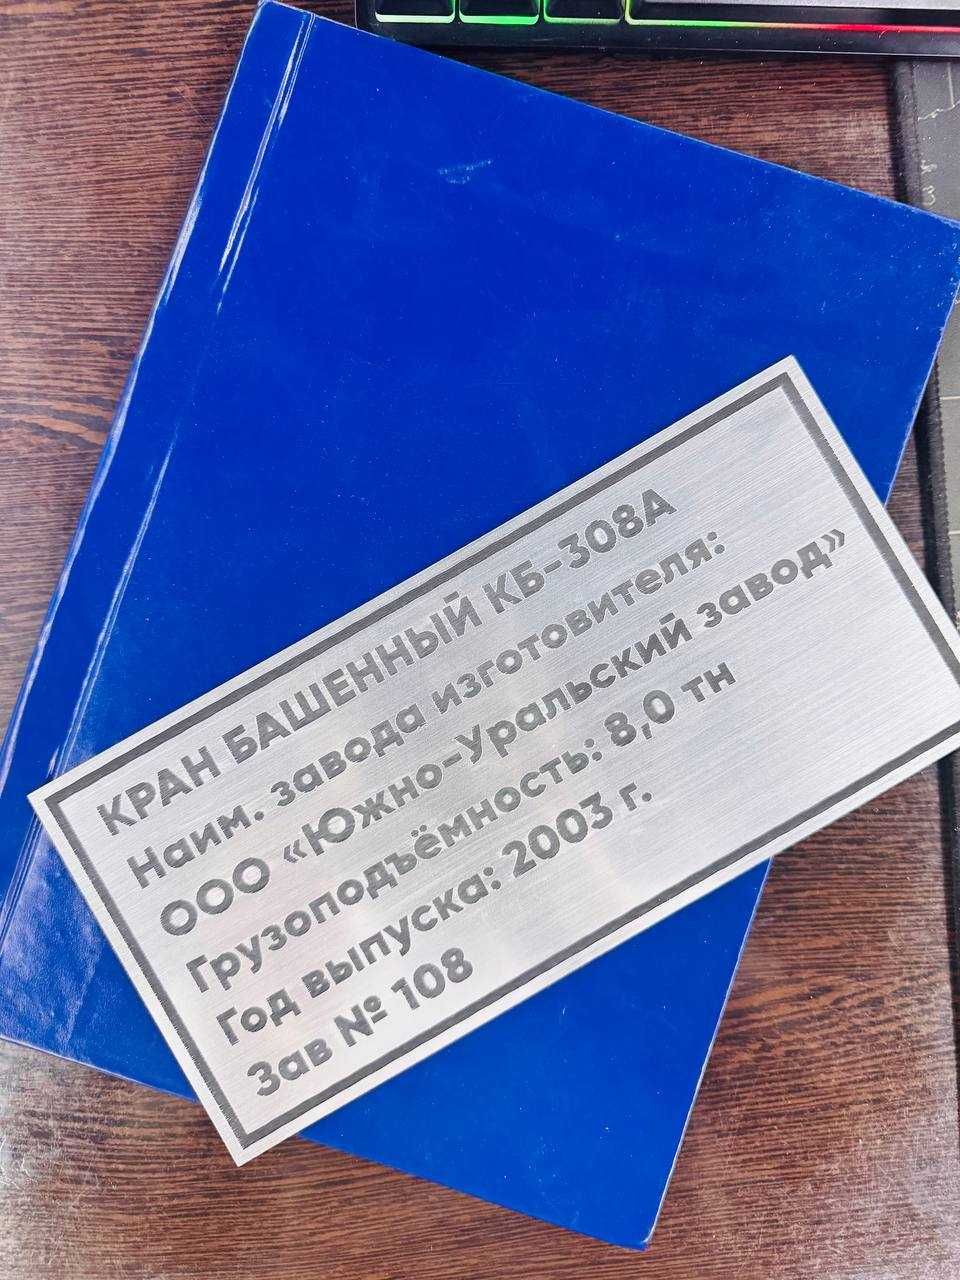 КРАН БАШЕННЫЙ КБ-308А
Наим. завода изготовителя:
ООО «Южно-Уральский завод»
Грузоподъёмность: 8,0 тн
Год выпуска: 2003 г.
Зав № 108